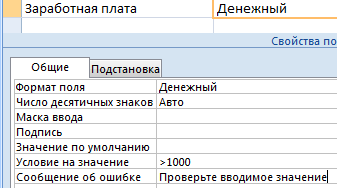 Заработная плата Денежный
Свойства по
Общие Подстановка
Формат поля Денежный
Число десятичных знаков Авто
Маска ввода
Подпись
Значение по умолчанию
Условие на значение >1000
Сообщение об ошибке Проверьте вводимое значение